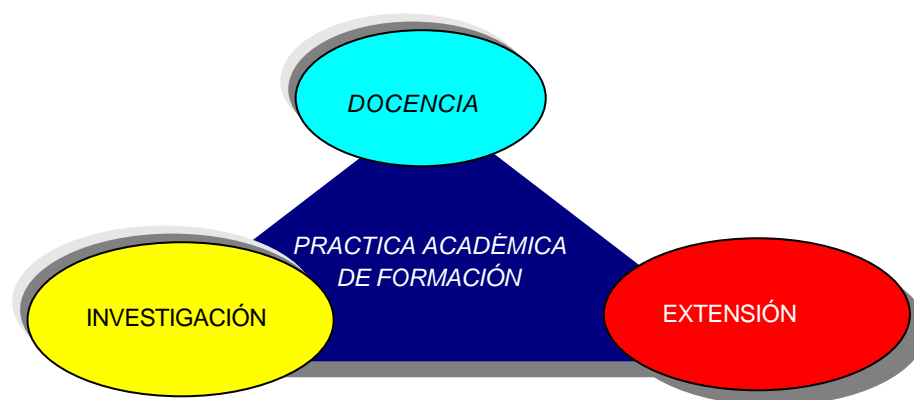 DOCENCIA
PRACTICA ACADÉMICA
DE FORMACIÓN
INVESTIGACIÓN
EXTENSIÓN